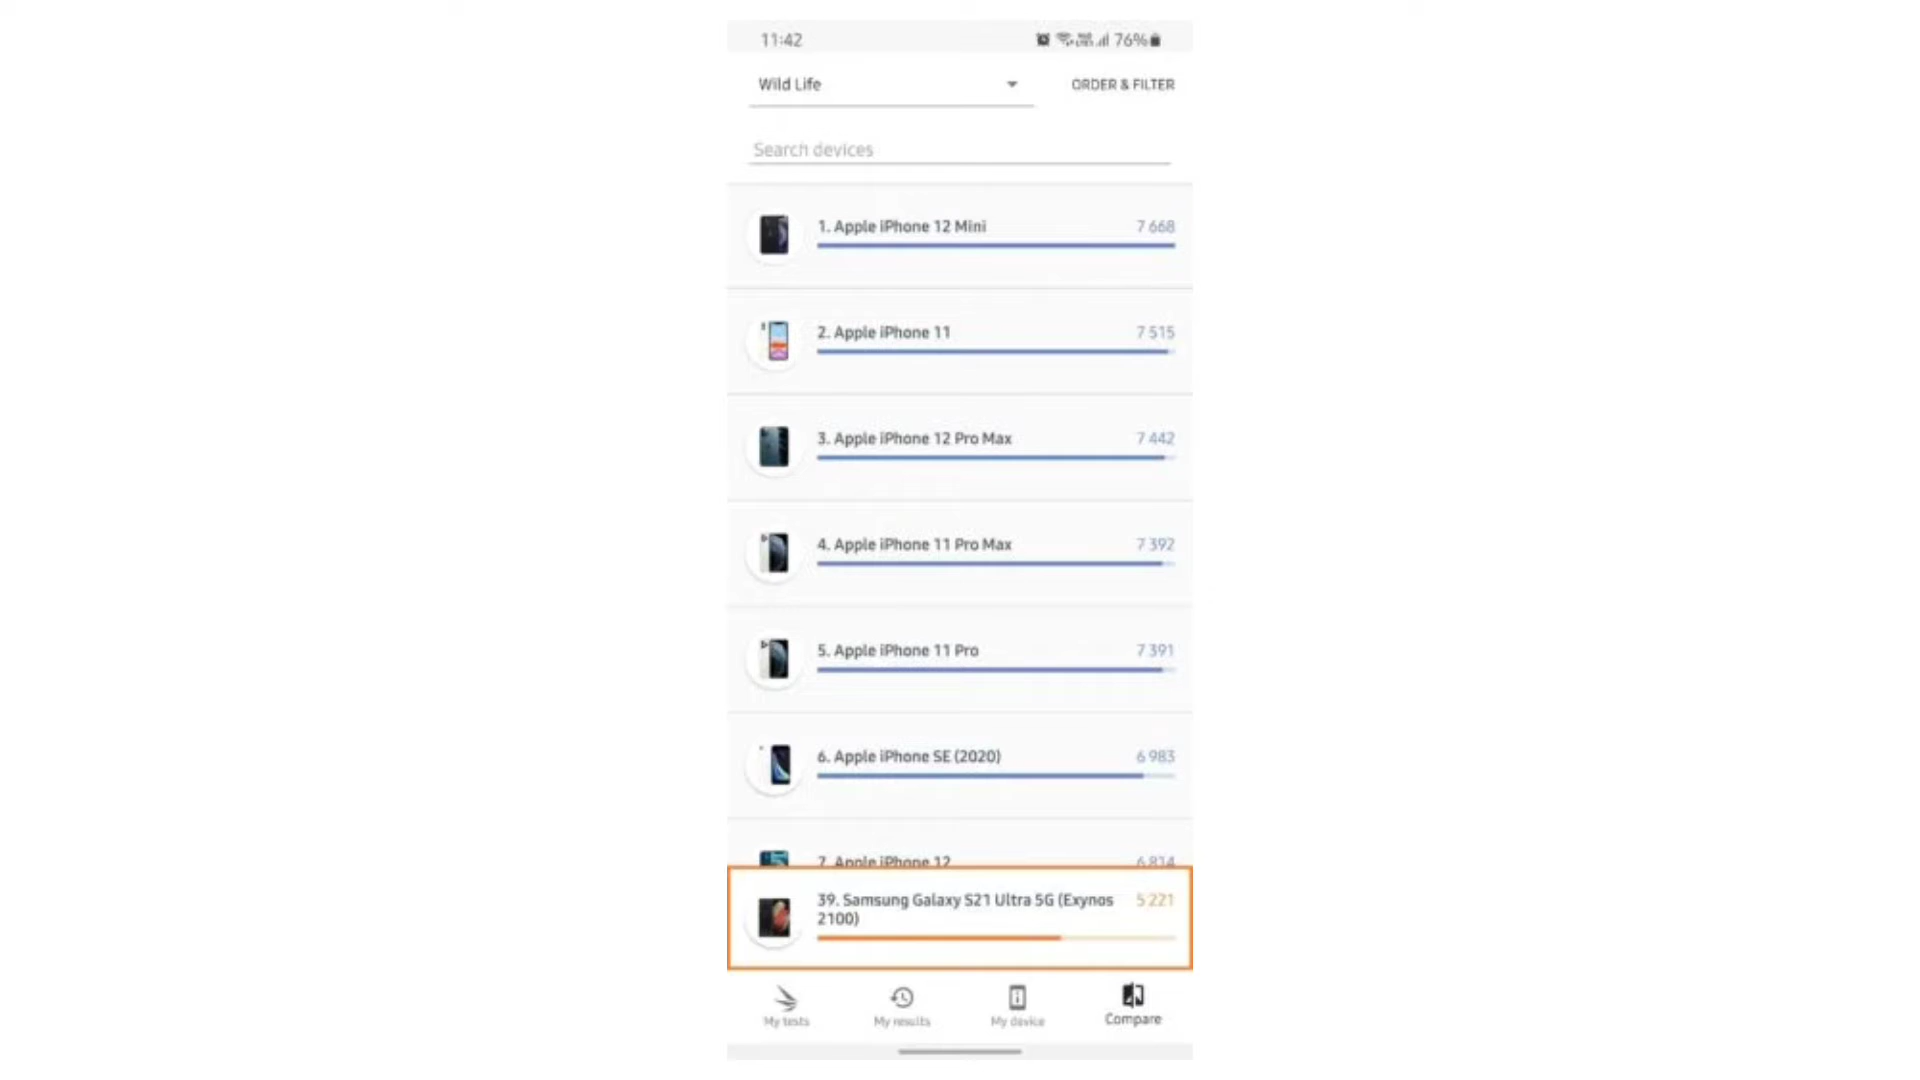 11:42
76%
Wild Life
ORDER & FILTER
Search devices
1. Apple iPhone 12 Mini 7 668
2. Apple iPhone 11 7 515
3. Apple iPhone 12 Pro Max 7 442
4. Apple iPhone 11 Pro Max 7 392
5. Apple iPhone 11 Pro 7 391
6. Apple iPhone SE (2020) 6 983
7. Apple iPhone 12 6 814
39. Samsung Galaxy S21 Ultra 5G (Exynos 5 221
2100)
My tests
My results
My device
Compare